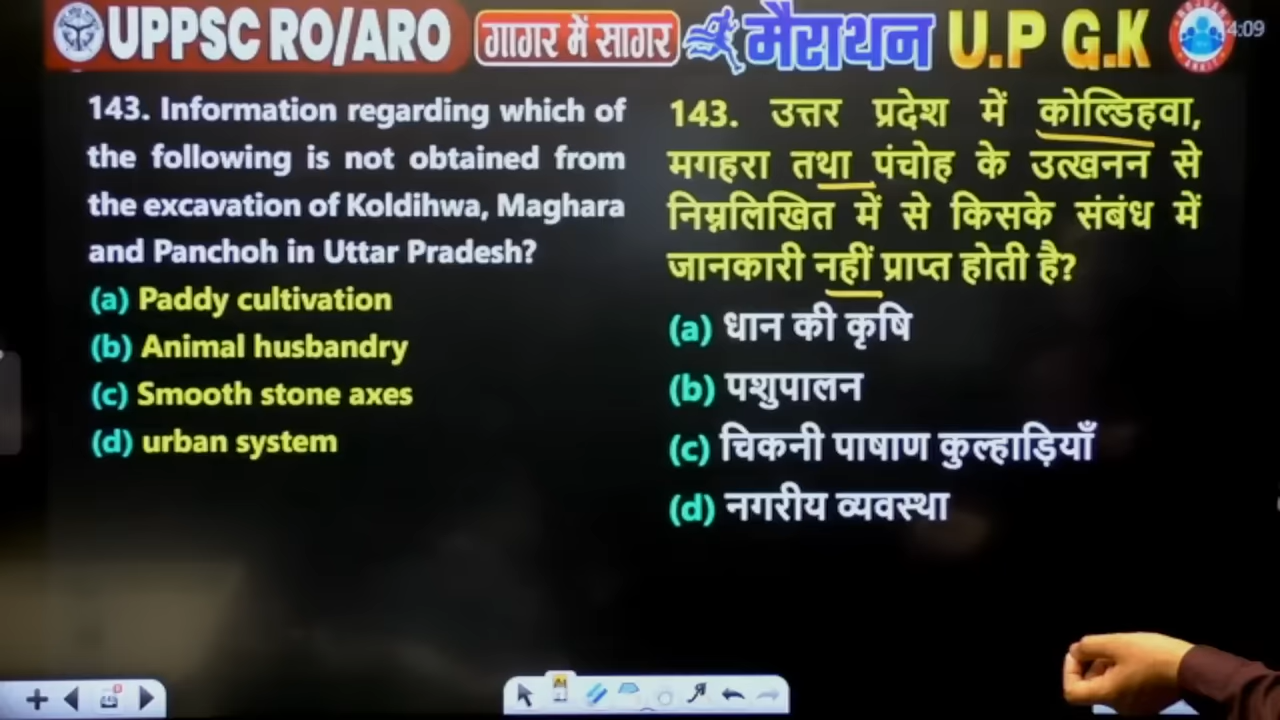 UPPSC RO/ARO गागर में सागर मैराथन U.P G.K
4:09
143. Information regarding which of
the following is not obtained from
the excavation of Koldihwa, Maghara
and Panchoh in Uttar Pradesh?
(a) Paddy cultivation
(b) Animal husbandry
(c) Smooth stone axes
(d) urban system
143. उत्तर प्रदेश में कोल्डिहवा,
मगहरा तथा पंचोह के उत्खनन से
निम्नलिखित में से किसके संबंध में
जानकारी नहीं प्राप्त होती है?
(a) धान की कृषि
(b) पशुपालन
(c) चिकनी पाषाण कुल्हाड़ियाँ
(d) नगरीय व्यवस्था